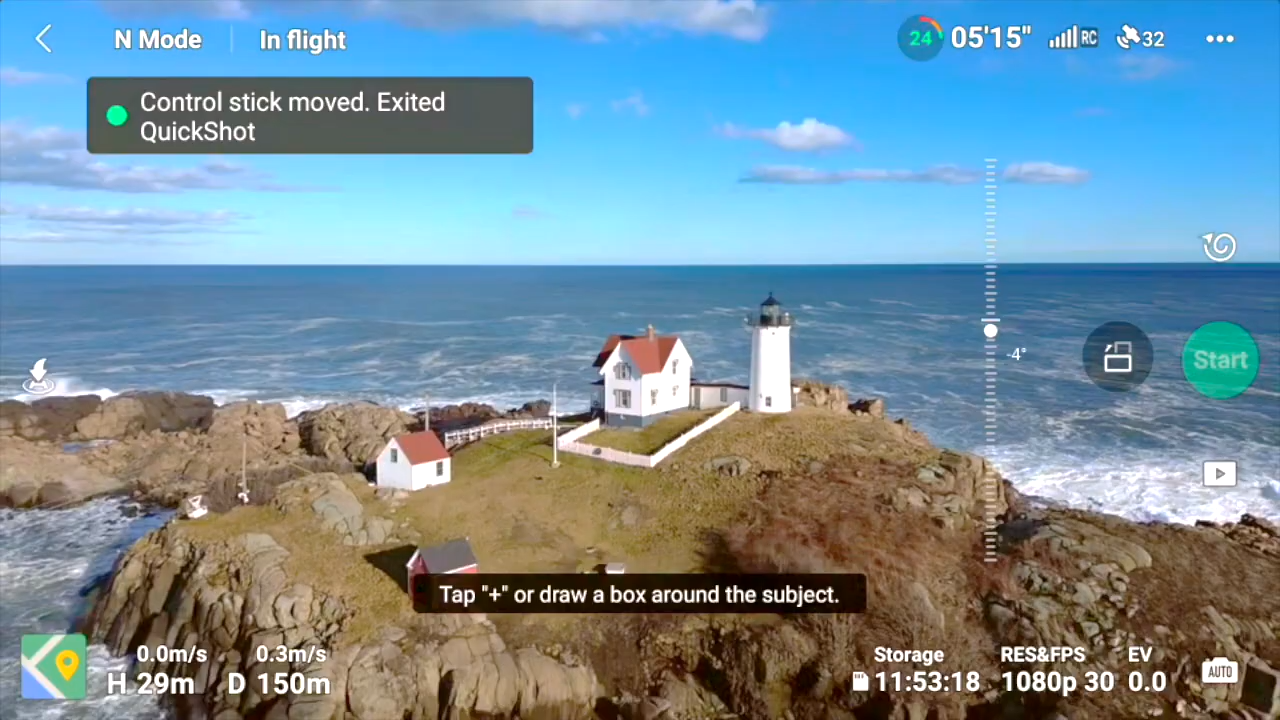 N Mode
In flight
24
05'15"
RC
32
Control stick moved. Exited
QuickShot
-4°
Start
Tap "+" or draw a box around the subject.
0.0m/s
0.3m/s
H 29m
D 150m
Storage
11:53:18
RES&FPS
1080p 30
EV
0.0
AUTO